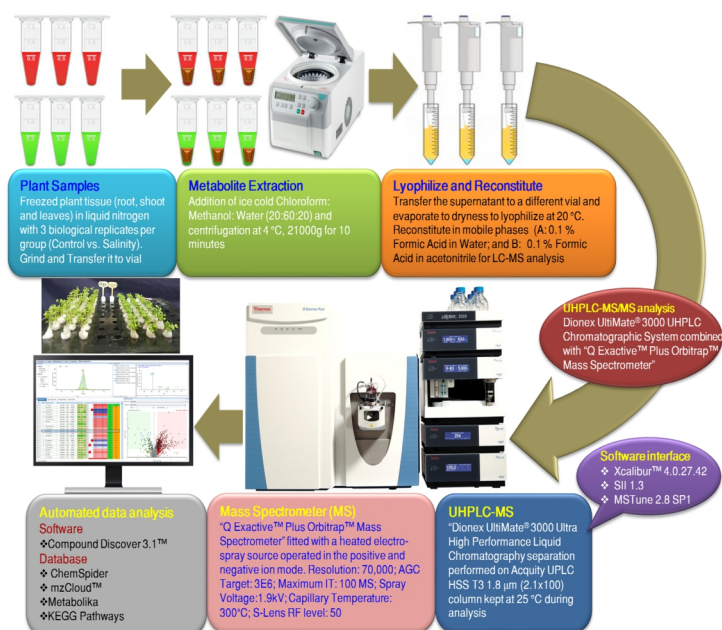 Plant Samples
Freezed plant tissue (root, shoot
and leaves) in liquid nitrogen
with 3 biological replicates per
group (Control vs. Salinity).
Grind and Transfer it to vial
Metabolite Extraction
Addition of ice cold Chloroform:
Methanol: Water (20:60:20) and
centrifugation at 4 °C, 21000g for 10
minutes
Lyophilize and Reconstitute
Transfer the supernatant to a different vial and
evaporate to dryness to lyophilize at 20 °C.
Reconstitute in mobile phases (A: 0.1 %
Formic Acid in Water; and B: 0.1 % Formic
Acid in acetonitrile for LC-MS analysis
UHPLC-MS/MS analysis
Dionex UltiMate® 3000 UHPLC
Chromatographic System combined
with “Q Exactive™ Plus Orbitrap™
Mass Spectrometer”
Software interface
❖ Xcalibur™ 4.0.27.42
❖ SII 1.3
❖ MSTune 2.8 SP1
UHPLC-MS
“Dionex UltiMate® 3000 Ultra
High Performance Liquid
Chromatography separation
performed on Acquity UPLC
HSS T3 1.8 μm (2.1x100)
column kept at 25 °C during
analysis
Mass Spectrometer (MS)
“Q Exactive™ Plus Orbitrap™ Mass
Spectrometer” fitted with a heated electro-
spray source operated in the positive and
negative ion mode. Resolution: 70,000; AGC
Target: 3E6; Maximum IT: 100 MS; Spray
Voltage:1.9kV; Capillary Temperature:
300°C; S-Lens RF level: 50
Automated data analysis
Software
❖Compound Discover 3.1™
Database
❖ ChemSpider
❖ mzCloud™
❖Metabolika
❖KEGG Pathways